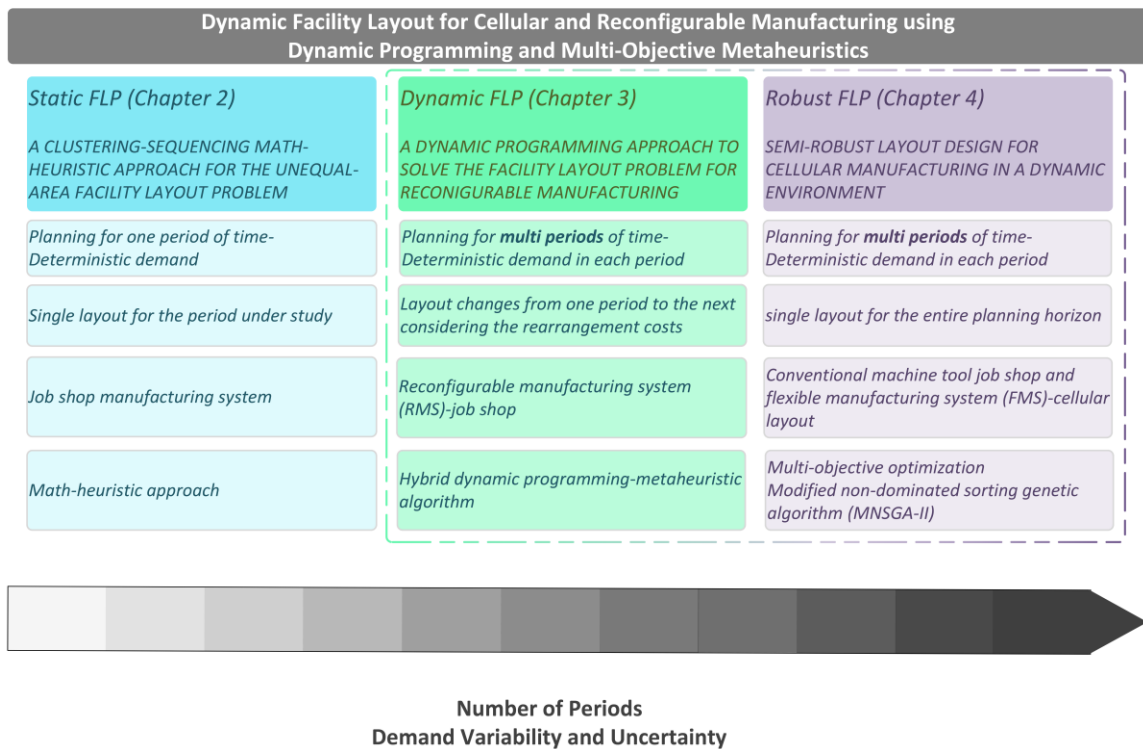 Dynamic Facility Layout for Cellular and Reconfigurable Manufacturing using
Dynamic Programming and Multi-Objective Metaheuristics
Static FLP (Chapter 2)
A CLUSTERING-SEQUENCING MATH-
HEURISTIC APPROACH FOR THE UNEQUAL-
AREA FACILITY LAYOUT PROBLEM
Planning for one period of time-
Deterministic demand
Single layout for the period under study
Job shop manufacturing system
Math-heuristic approach
Dynamic FLP (Chapter 3)
A DYNAMIC PROGRAMMING APPROACH TO
SOLVE THE FACILITY LAYOUT PROBLEM FOR
RECONIGURABLE MANUFACTURING
Planning for multi periods of time-
Deterministic demand in each period
Layout changes from one period to the next
considering the rearrangement costs
Reconfigurable manufacturing system
(RMS)-job shop
Hybrid dynamic programming-metaheuristic
algorithm
Robust FLP (Chapter 4)
SEMI-ROBUST LAYOUT DESIGN FOR
CELLULAR MANUFACTURING IN A DYNAMIC
ENVIRONMENT
Planning for multi periods of time-
Deterministic demand in each period
single layout for the entire planning horizon
Conventional machine tool job shop and
flexible manufacturing system (FMS)-cellular
layout
Multi-objective optimization
Modified non-dominated sorting genetic
algorithm (MNSGA-II)
Number of Periods
Demand Variability and Uncertainty